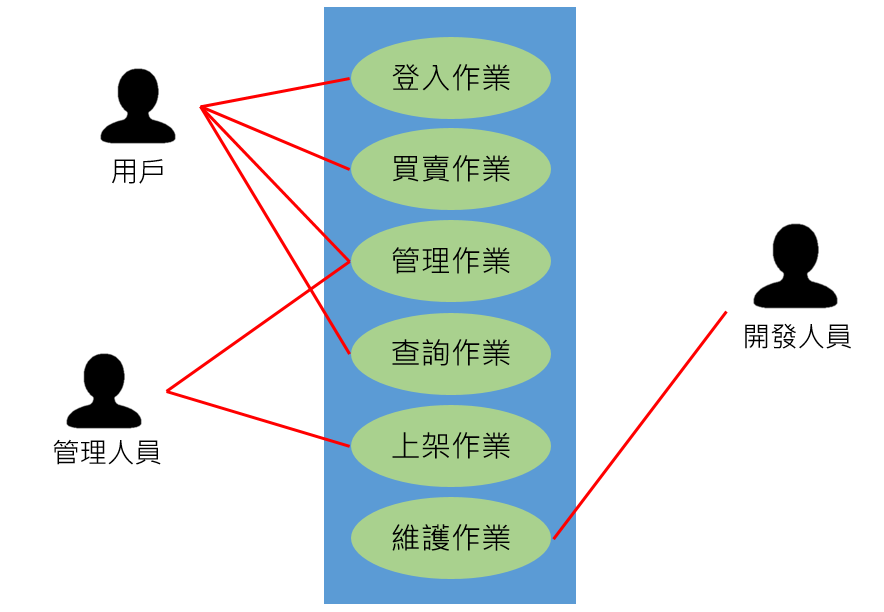 登入作業
用戶
買賣作業
管理作業
開發人員
查詢作業
管理人員
上架作業
維護作業